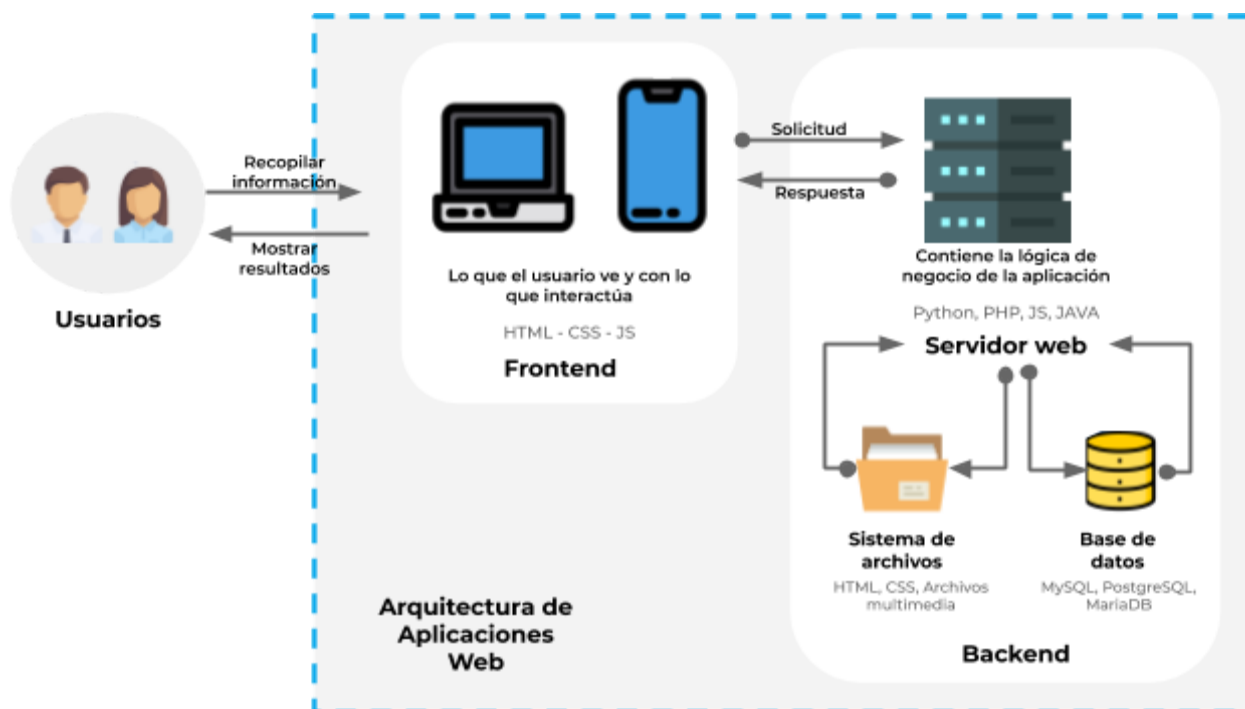 Recopilar
información
Mostrar
resultados
Usuarios
Lo que el usuario ve y con lo
que interactúa
HTML - CSS - JS
Frontend
Solicitud
Respuesta
Contiene la lógica de
negocio de la aplicación
Python, PHP, JS, JAVA
Servidor web
Sistema de
archivos
HTML, CSS, Archivos
multimedia
Base de
datos
MySQL, PostgreSQL,
MariaDB
Backend
Arquitectura de
Aplicaciones
Web